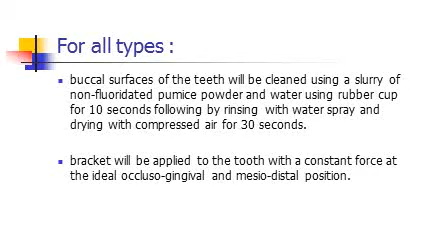 For all types :
buccal surfaces of the teeth will be cleaned using a slurry of
non-fluoridated pumice powder and water using rubber cup
for 10 seconds following by rinsing with water spray and
drying with compressed air for 30 seconds.
bracket will be applied to the tooth with a constant force at
the ideal occluso-gingival and mesio-distal position.